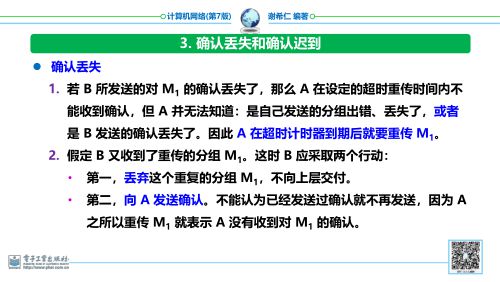 计算机网络(第7版)
谢希仁 编著
3. 确认丢失和确认迟到
● 确认丢失
1. 若 B 所发送的对 M1 的确认丢失了，那么 A 在设定的超时重传时间内不
能收到确认，但 A 并无法知道：是自己发送的分组出错、丢失了，或者
是 B 发送的确认丢失了。因此 A 在超时计时器到期后就要重传 M1。
2. 假定 B 又收到了重传的分组 M1。这时 B 应采取两个行动：
• 第一，丢弃这个重复的分组 M1，不向上层交付。
• 第二，向 A 发送确认。不能认为已经发送过确认就不再发送，因为 A
之所以重传 M1 就表示 A 没有收到对 M1 的确认。
电子工业出版社
http://www.phei.com.cn